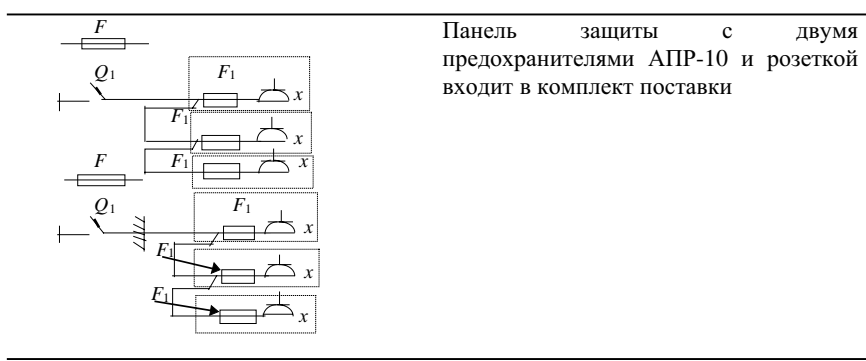 F
Панель защиты с двумя
предохранителями АПР-10 и розеткой
входит в комплект поставки
Q1 F1
x
F1
x
F F1 x
Q1 F1
x
F1
x
F1
x